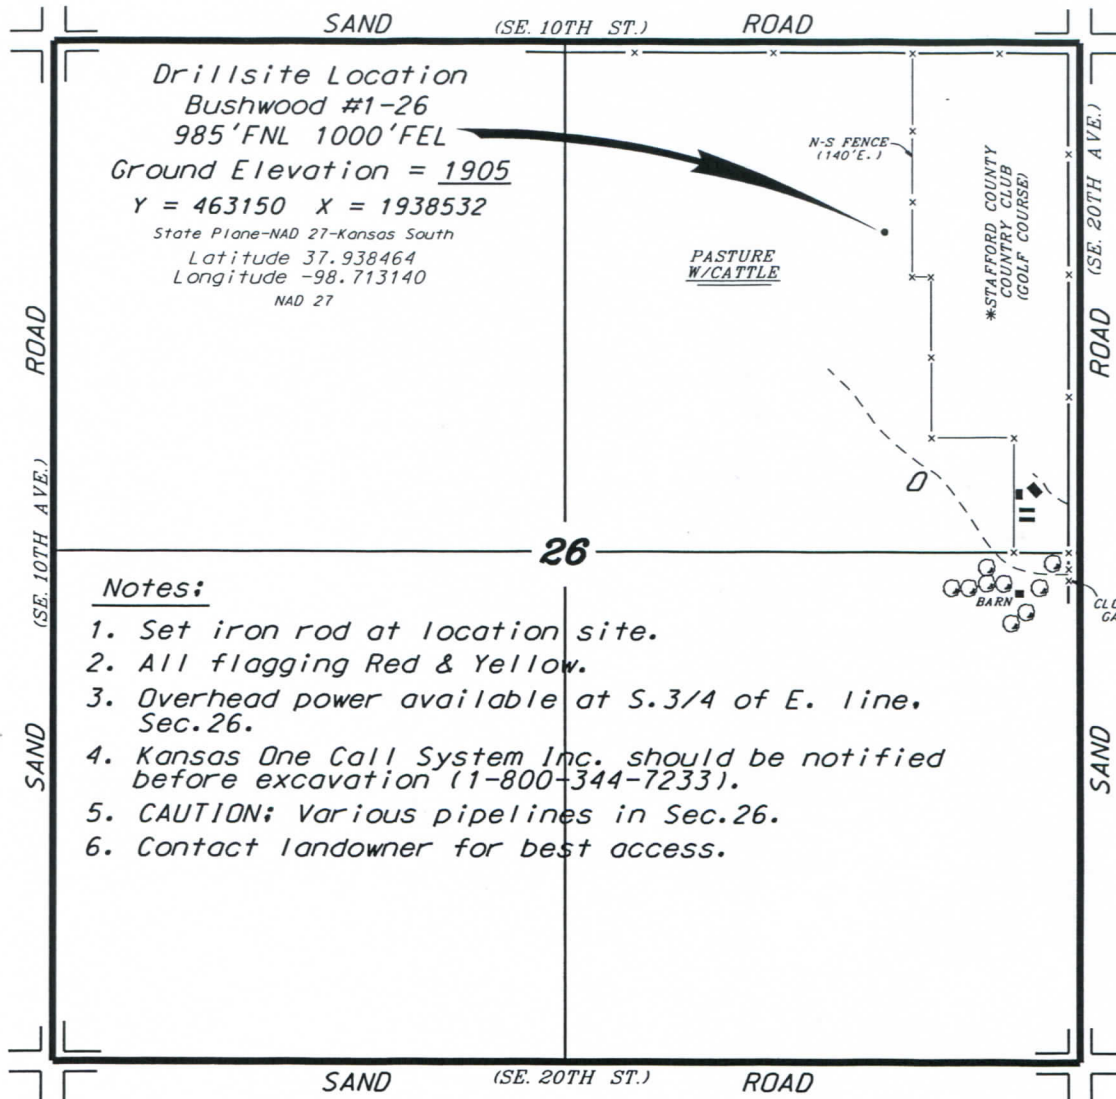 SAND (SE. 10TH ST.) ROAD
Drillsite Location
Bushwood #1-26
985'FNL 1000'FEL
Ground Elevation = 1905
Y = 463150 X = 1938532
State Plane-NAD 27-Kansas South
Latitude 37.938464
Longitude -98.713140
NAD 27
N-S FENCE
(140'E.)
PASTURE
W/CATTLE
*STAFFORD COUNTY
COUNTRY CLUB
(GOLF COURSE)
ROAD (SE. 20TH AVE.)
SAND
SAND (SE. 10TH AVE.) ROAD
26
BARN
Notes:
1. Set iron rod at location site.
2. All flagging Red & Yellow.
3. Overhead power available at S.3/4 of E. line,
Sec.26.
4. Kansas One Call System Inc. should be notified
before excavation (1-800-344-7233).
5. CAUTION: Various pipelines in Sec.26.
6. Contact landowner for best access.
SAND (SE. 20TH ST.) ROAD